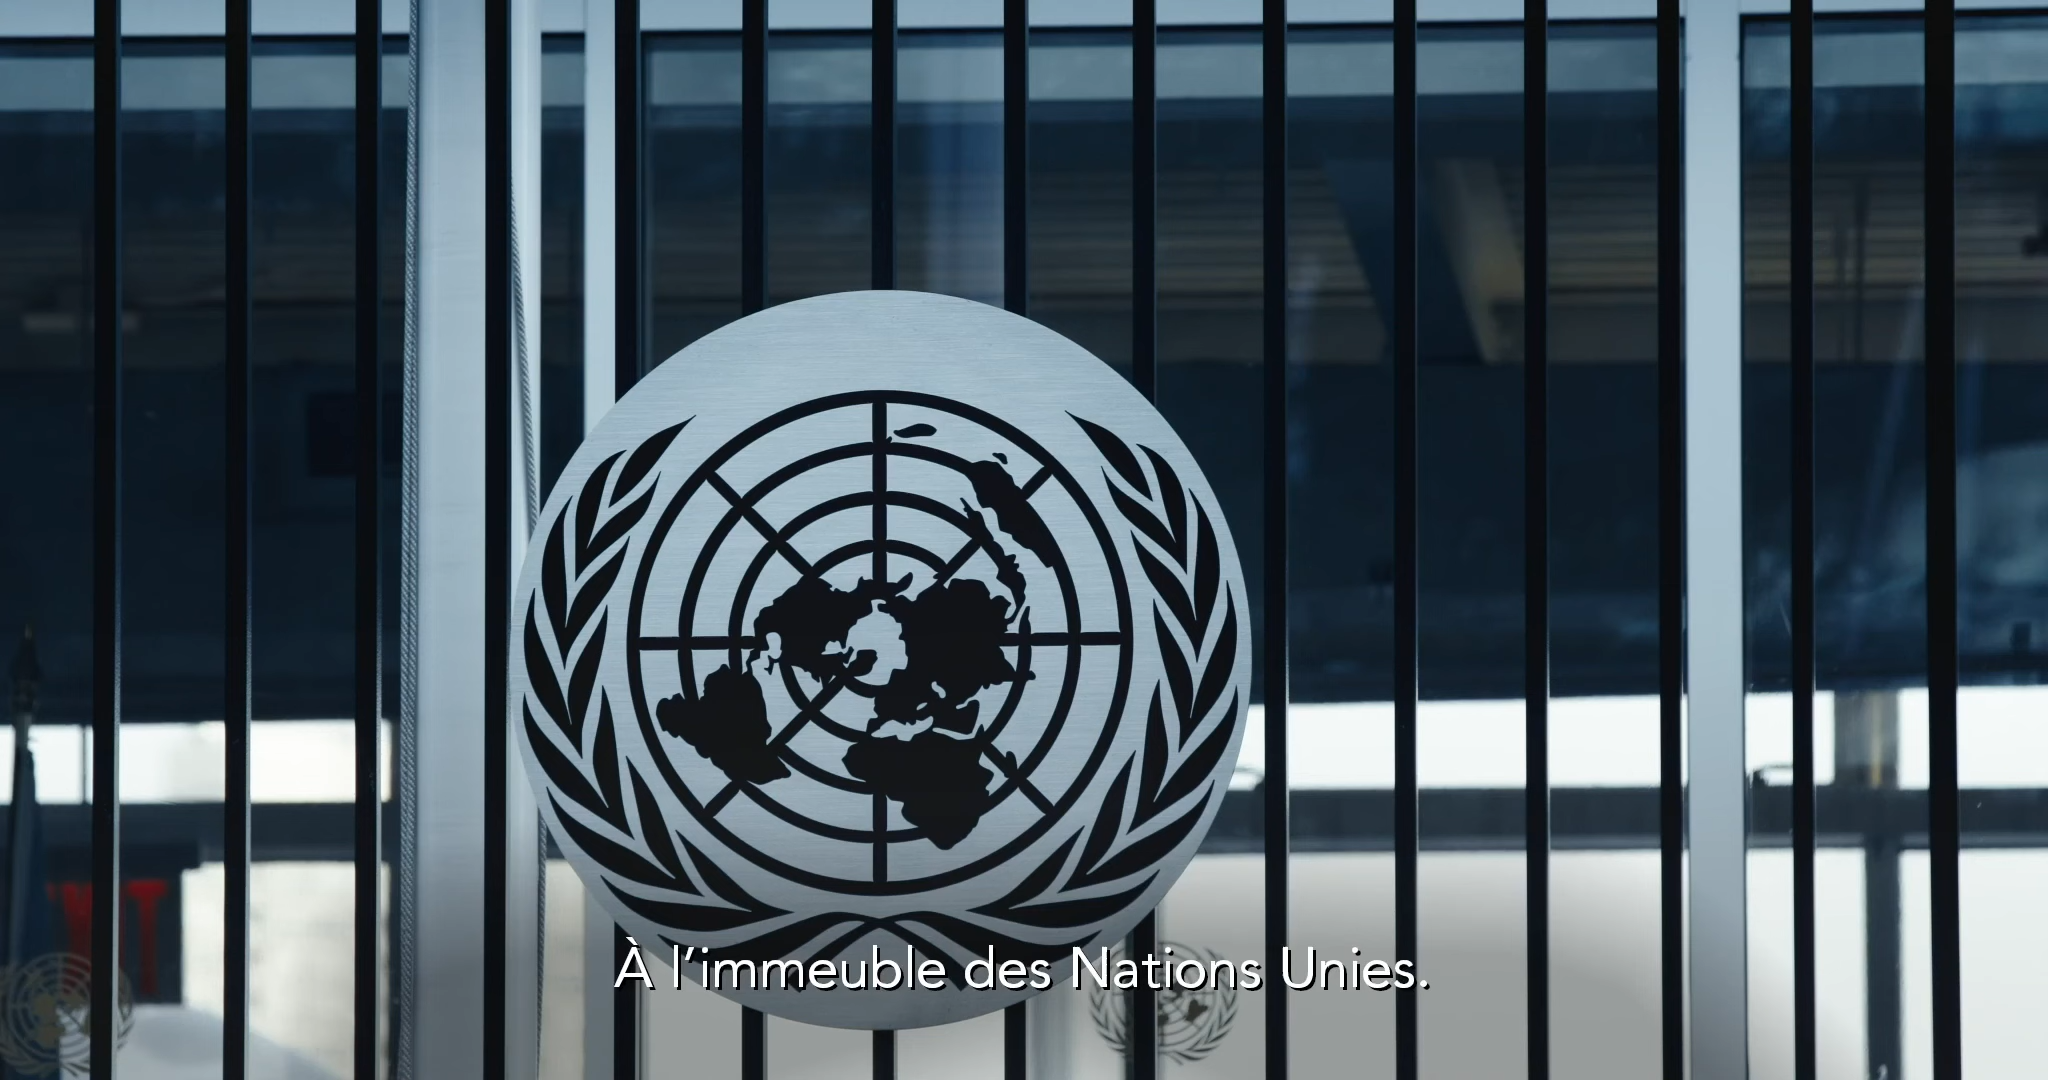 À l’immeuble des Nations Unies.